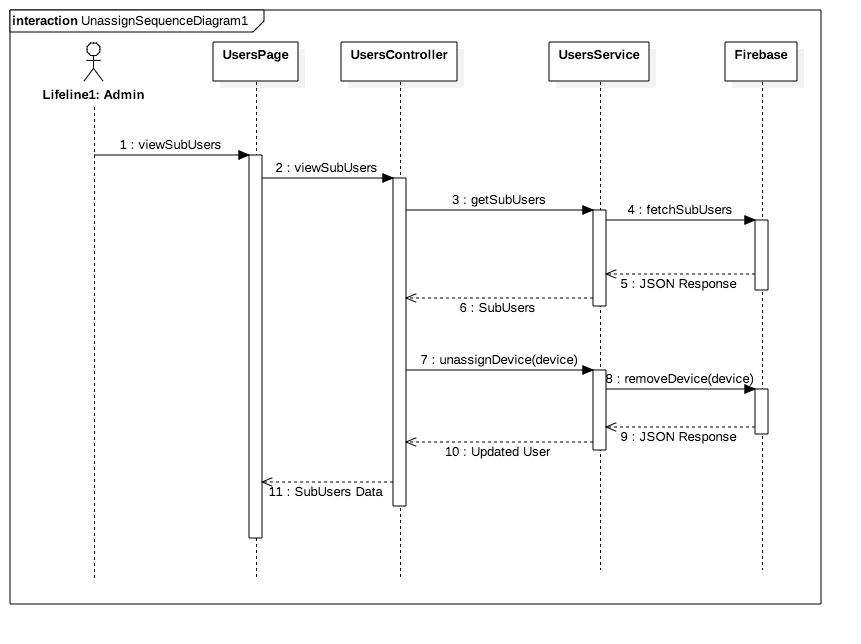 interaction UnassignSequenceDiagram1
UsersPage
UsersController
UsersService
Firebase
Lifeline1: Admin
1 : viewSubUsers
2 : viewSubUsers
3 : getSubUsers
4 : fetchSubUsers
5 : JSON Response
6 : SubUsers
7 : unassignDevice(device)
8 : removeDevice(device)
9 : JSON Response
10 : Updated User
11 : SubUsers Data